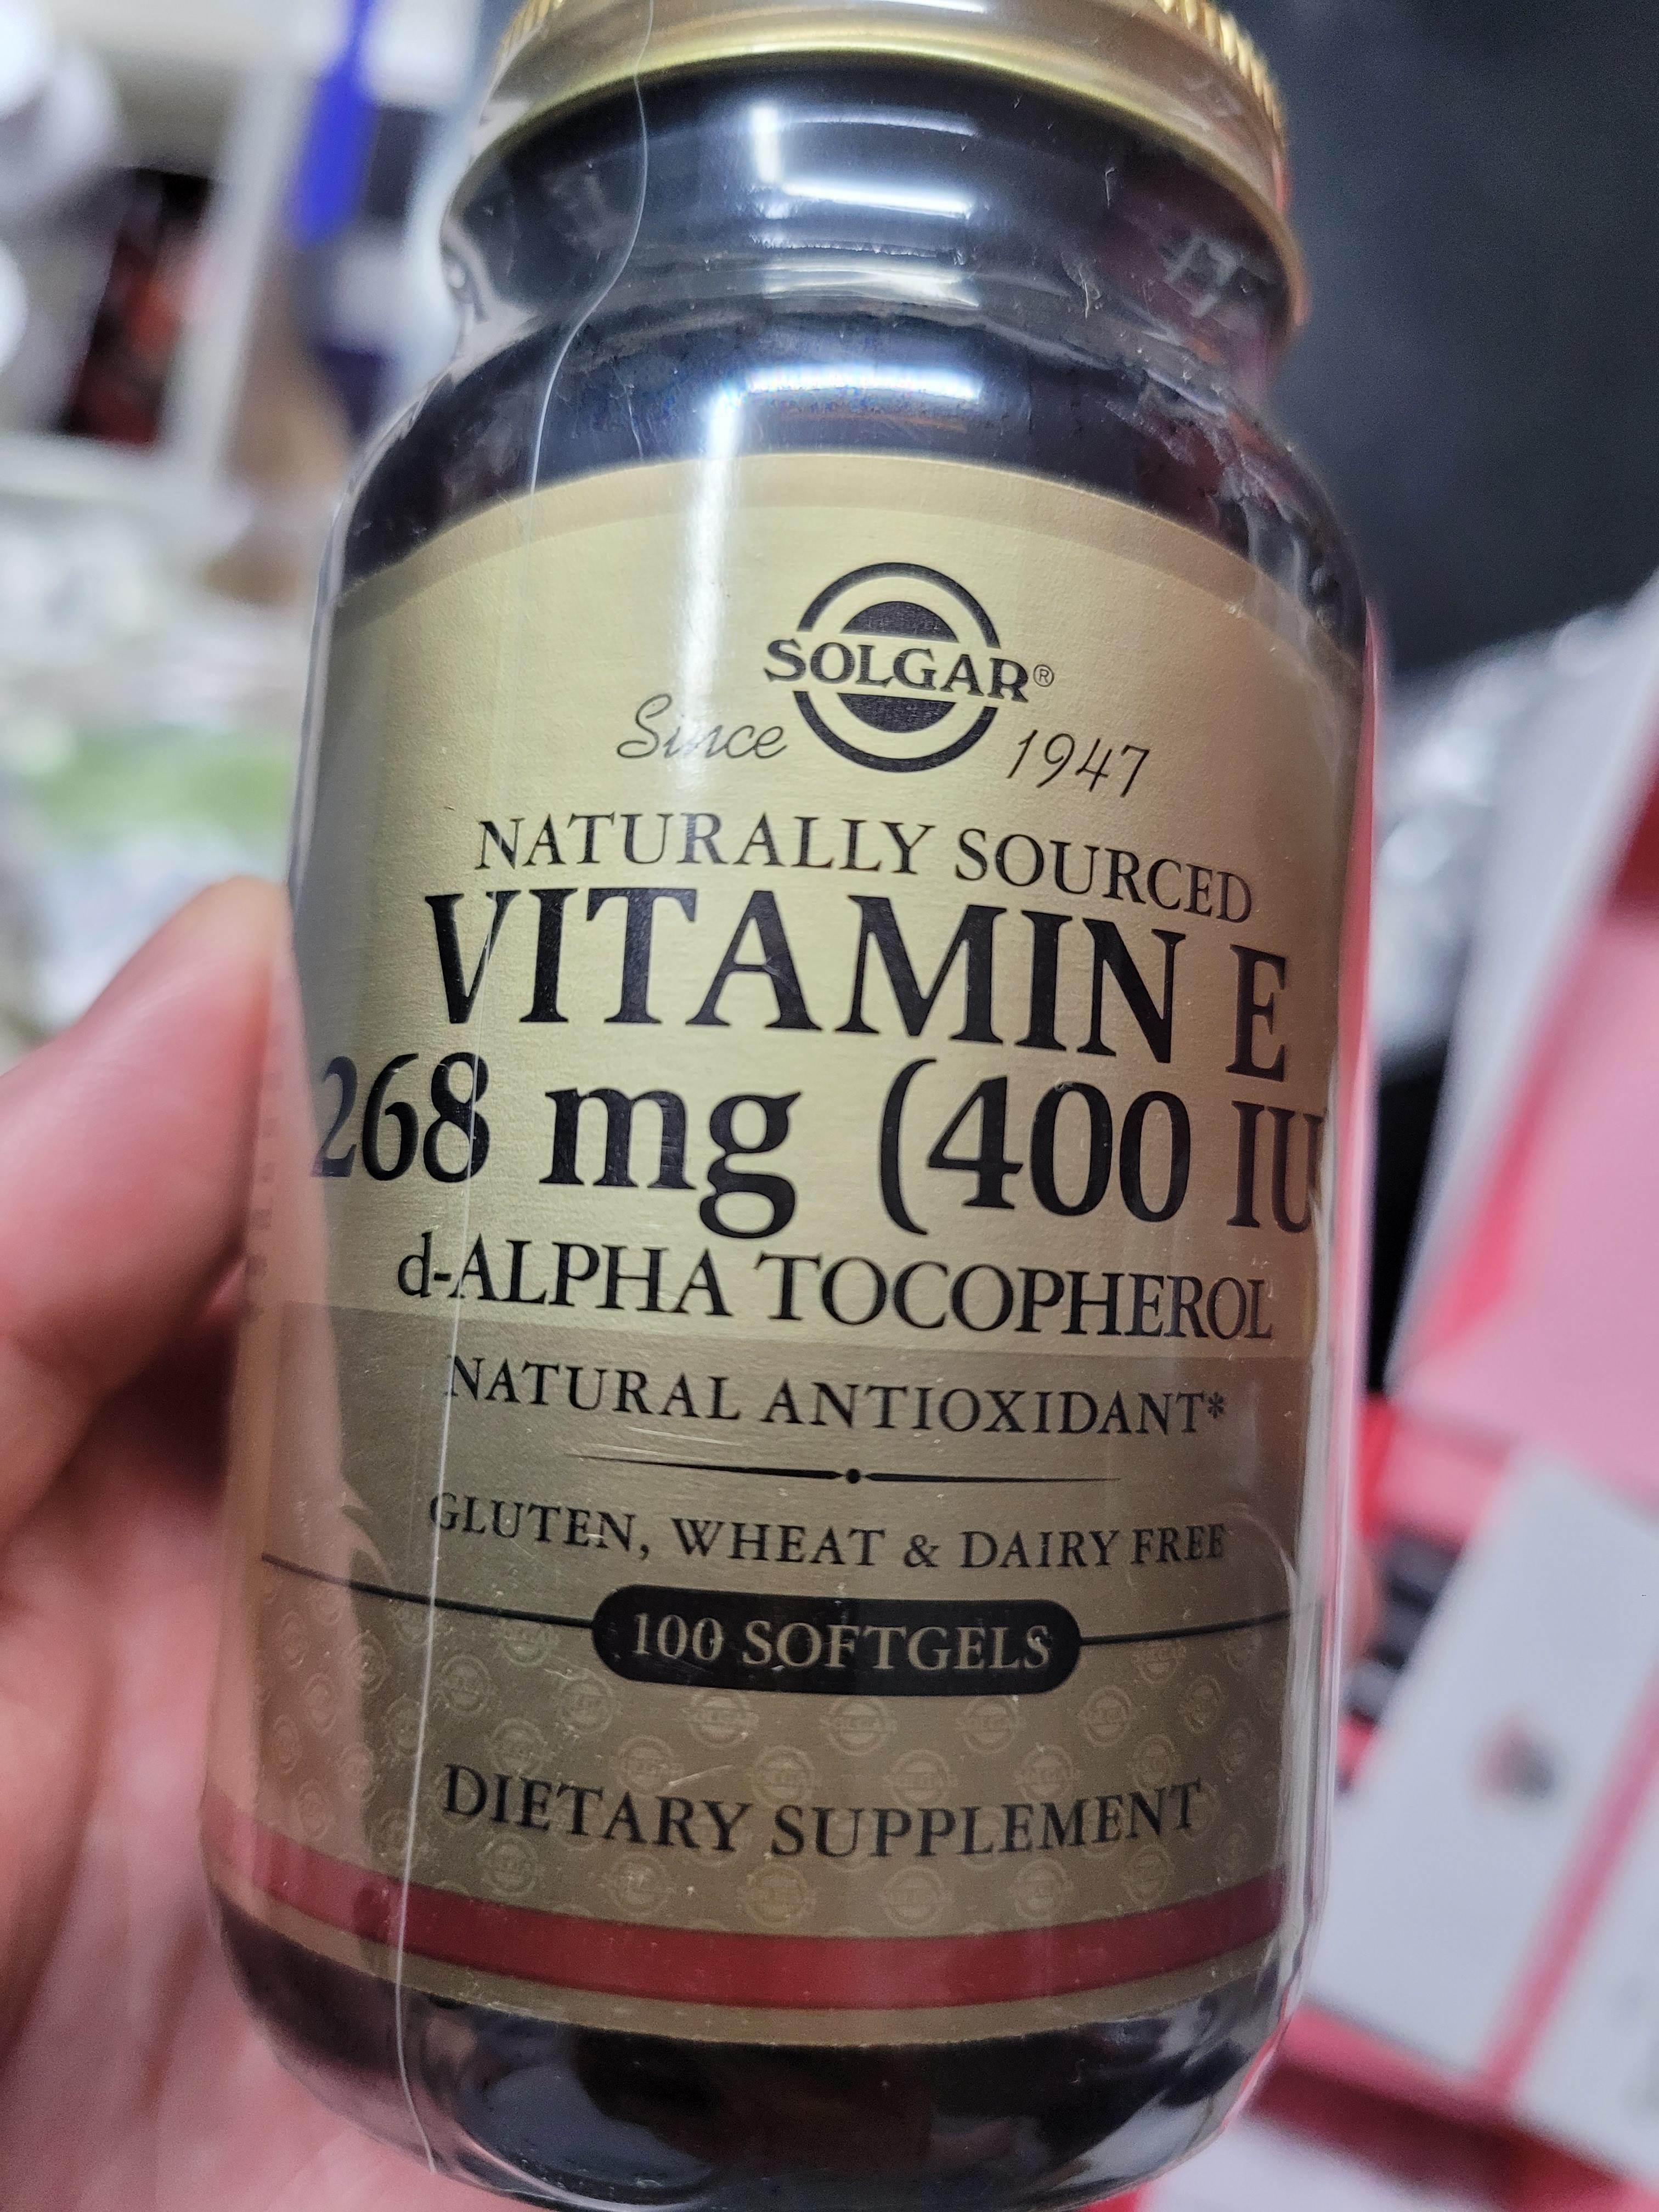 SOLGAR®
Since 1947
NATURALLY SOURCED
VITAMIN E
268 mg (400 IU
d-ALPHA TOCOPHEROL
NATURAL ANTIOXIDANT*
GLUTEN, WHEAT & DAIRY FREE
100 SOFTGELS
DIETARY SUPPLEMENT